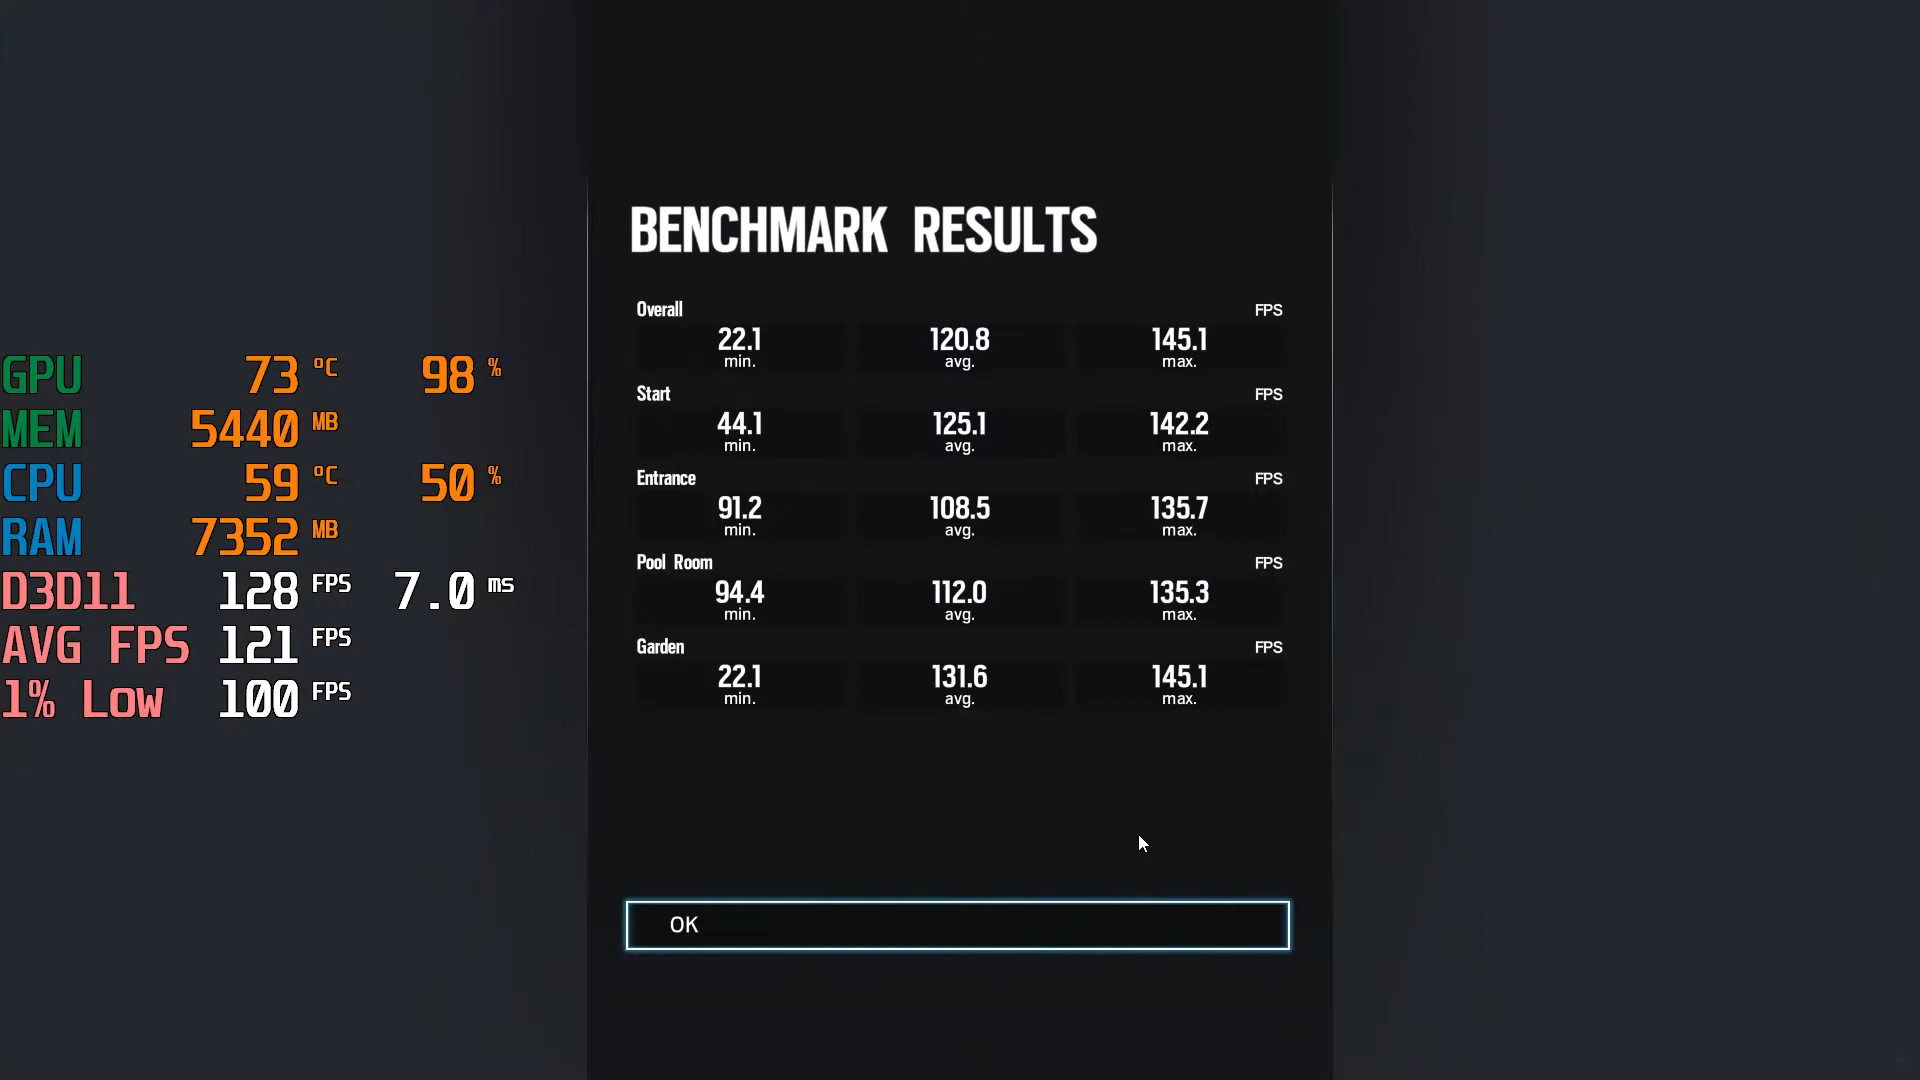 GPU 73 °C 98 %
MEM 5440 MB
CPU 59 °C 50 %
RAM 7352 MB
D3D11 128 FPS 7.0 ms
AVG FPS 121 FPS
1% Low 100 FPS
BENCHMARK RESULTS
Overall FPS
22.1 120.8 145.1
min. avg. max.
Start FPS
44.1 125.1 142.2
min. avg. max.
Entrance FPS
91.2 108.5 135.7
min. avg. max.
Pool Room FPS
94.4 112.0 135.3
min. avg. max.
Garden FPS
22.1 131.6 145.1
min. avg. max.
OK